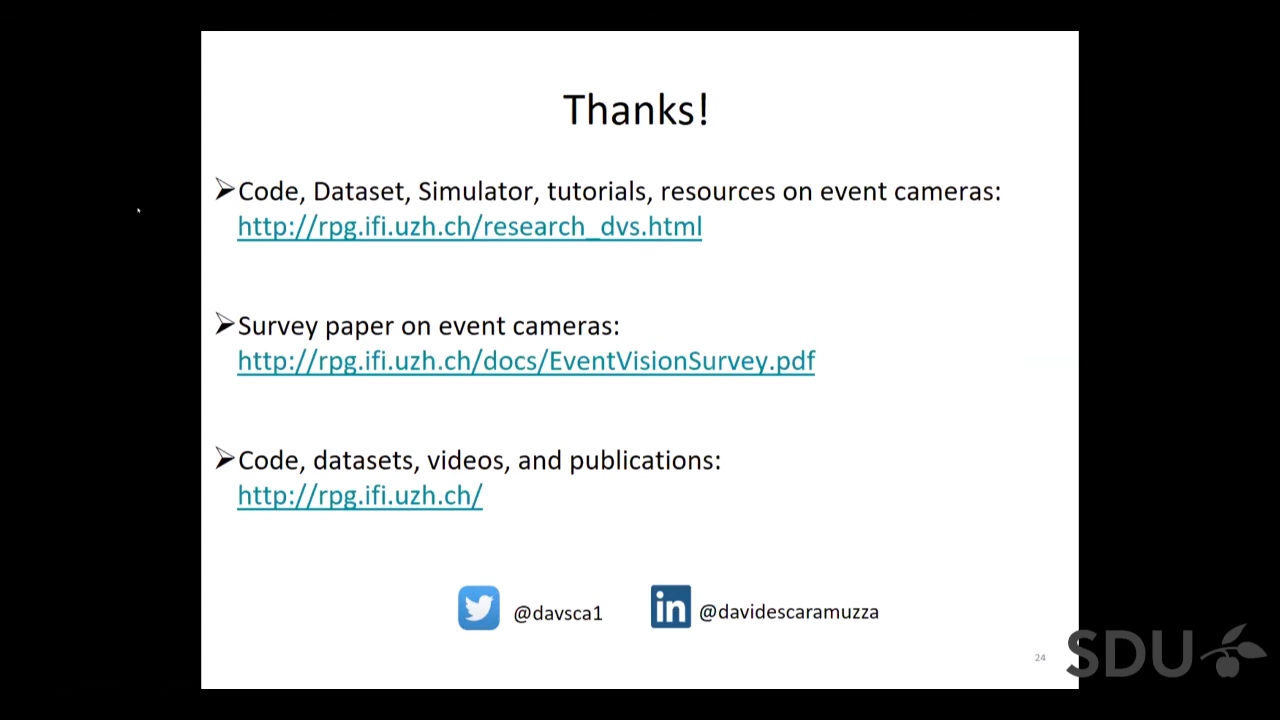 Thanks!
➢Code, Dataset, Simulator, tutorials, resources on event cameras:
http://rpg.ifi.uzh.ch/research_dvs.html
➢Survey paper on event cameras:
http://rpg.ifi.uzh.ch/docs/EventVisionSurvey.pdf
➢Code, datasets, videos, and publications:
http://rpg.ifi.uzh.ch/
@davsca1
in @davidescaramuzza
24
SDU